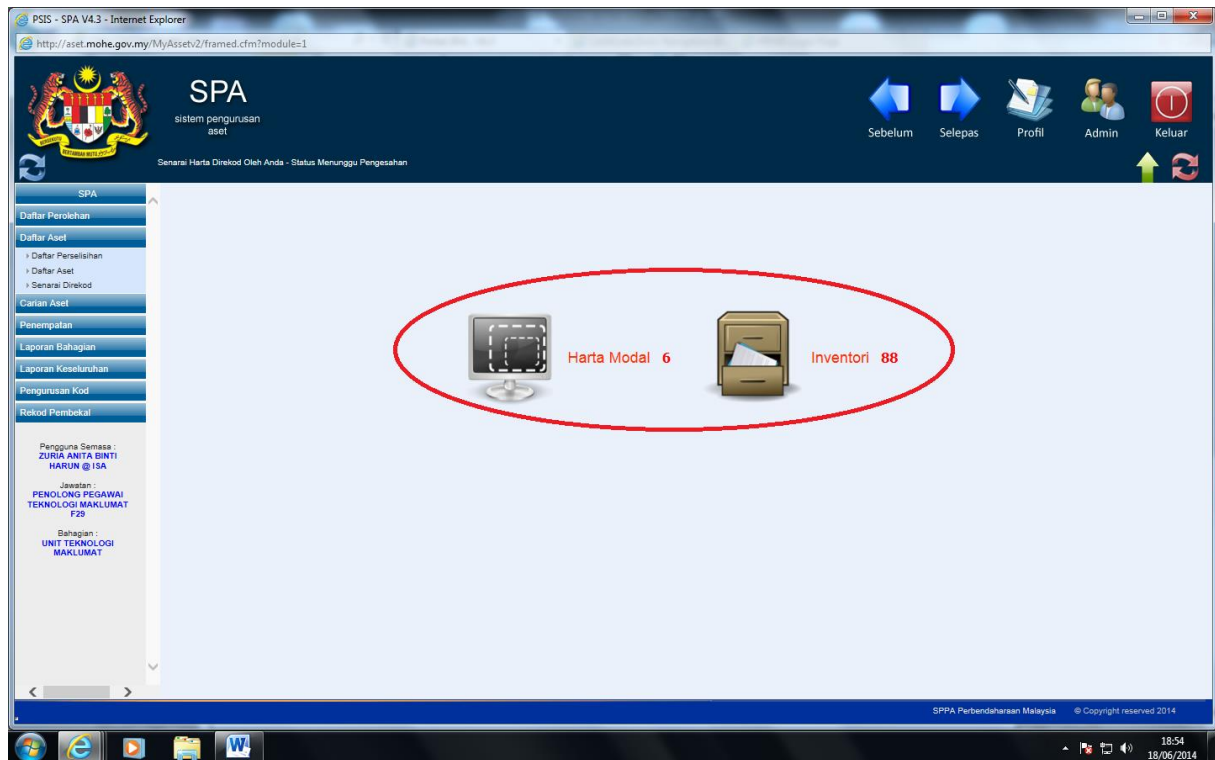 PSIS - SPA V4.3 - Internet Explorer
http://aset.mohe.gov.my/MyAssetv2/framed.cfm?module=1
SPA
sistem pengurusan
aset
Sebelum Selepas Profil Admin Keluar
Senarai Harta Direkod Oleh Anda - Status Menunggu Pengesahan
SPA
Daftar Perolehan
Daftar Aset
Daftar Perselisihan
Daftar Aset
Senarai Direkod
Carian Aset
Penempatan
Laporan Bahagian
Laporan Keseluruhan
Pengurusan Kod
Rekod Pembekal
Harta Modal 6 Inventori 88
Pengguna Semasa :
ZURIA ANITA BINTI
HARUN @ ISA
Jawatan :
PENOLONG PEGAWAI
TEKNOLOGI MAKLUMAT
F29
Bahagian :
UNIT TEKNOLOGI
MAKLUMAT
SPPA Perbendaharaan Malaysia © Copyright reserved 2014
18:54
18/06/2014